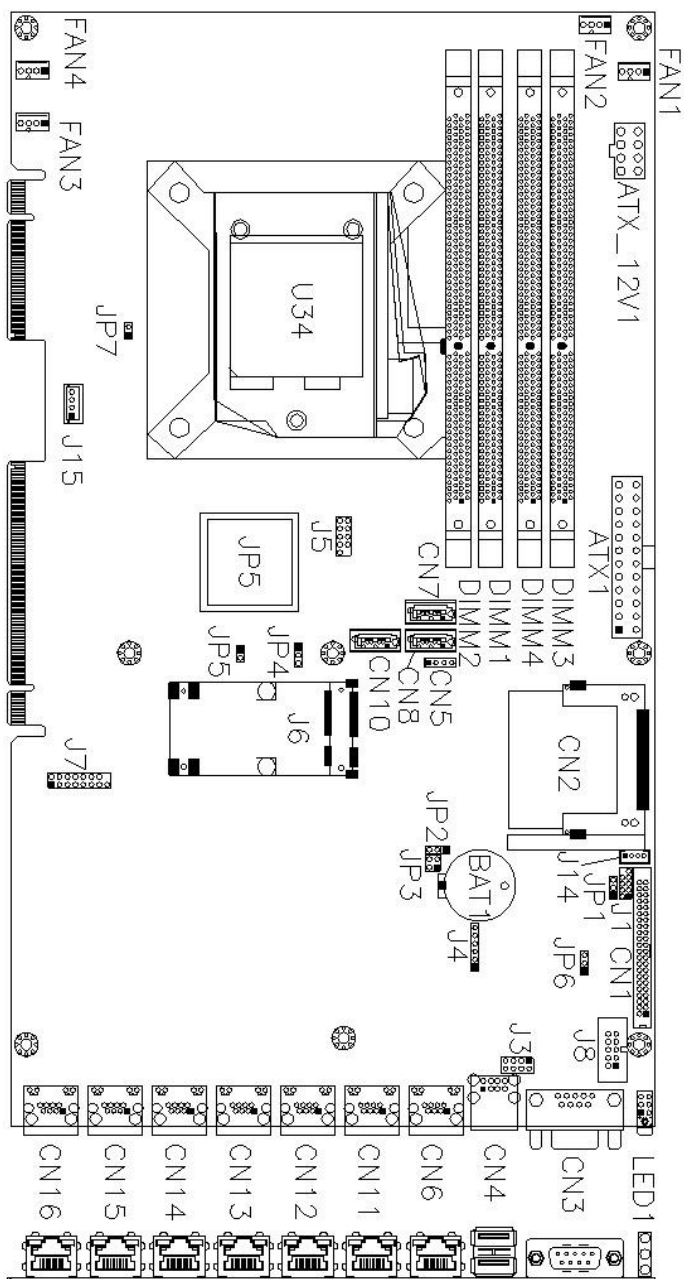 FAN4
FAN3
FAN2
FAN1
ATX_12V1
U34
JP7
J15
JP5
J5
CN7
DIMM2
DIMM1
DIMM4
DIMM3
ATX1
JP5
JP4
CN10
CN8
CN5
J6
CN2
J7
JP2
JP3
BAT1
J4
J14
JP1
J1
CN1
JP6
J3
J8
CN16
CN15
CN14
CN13
CN12
CN11
CN6
CN4
CN3
LED1